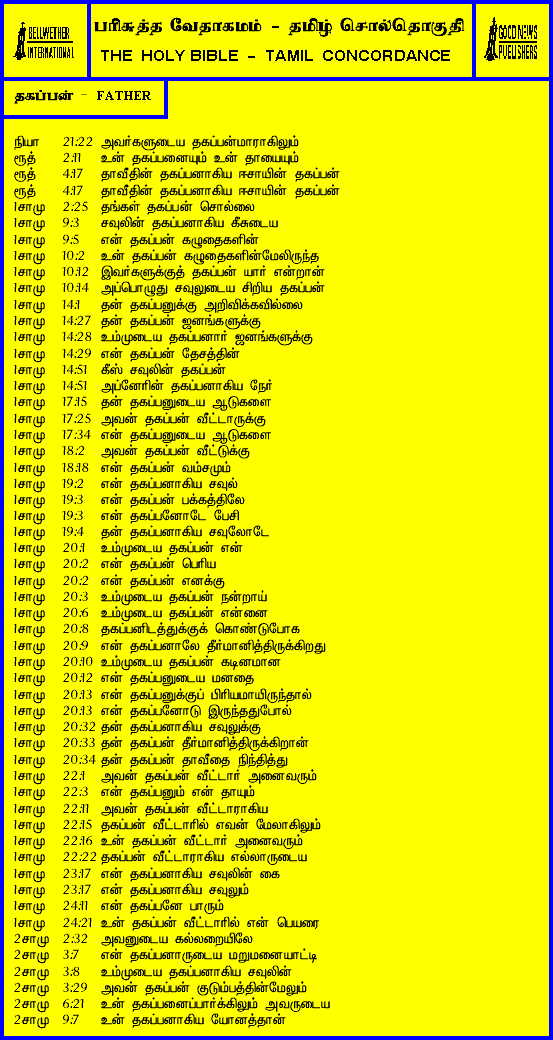 BELLWETHER
INTERNATIONAL
பரிசுத்த வேதாகமம் - தமிழ் சொல்தொகுதி
THE HOLY BIBLE - TAMIL CONCORDANCE
GOOD NEWS
PUBLISHERS
தகப்பன் - FATHER
நியா 21:22 அவர்களுடைய தகப்பன்மாராகிலும்
ரூத் 2:11 உன் தகப்பனையும் உன் தாயையும்
ரூத் 4:17 தாவீதின் தகப்பனாகிய ஈசாயின் தகப்பன்
ரூத் 4:17 தாவீதின் தகப்பனாகிய ஈசாயின் தகப்பன்
1சாமு 2:25 தங்கள் தகப்பன் சொல்லை
1சாமு 9:3 சவுலின் தகப்பனாகிய கீசுடைய
1சாமு 9:5 என் தகப்பன் கழுதைகளின்
1சாமு 10:2 உன் தகப்பன் கழுதைகளின்மேலிருந்த
1சாமு 10:12 இவர்களுக்குத் தகப்பன் யார் என்றான்
1சாமு 10:14 அப்பொழுது சவுலுடைய சிறிய தகப்பன்
1சாமு 14:1 தன் தகப்பனுக்கு அறிவிக்கவில்லை
1சாமு 14:27 தன் தகப்பன் ஜனங்களுக்கு
1சாமு 14:28 உம்முடைய தகப்பனார் ஜனங்களுக்கு
1சாமு 14:29 என் தகப்பன் தேசத்தின்
1சாமு 14:51 கீஸ் சவுலின் தகப்பன்
1சாமு 14:51 அப்னேரின் தகப்பனாகிய நேர்
1சாமு 17:15 தன் தகப்பனுடைய ஆடுகளை
1சாமு 17:25 அவன் தகப்பன் வீட்டாருக்கு
1சாமு 17:34 என் தகப்பனுடைய ஆடுகளை
1சாமு 18:2 அவன் தகப்பன் வீட்டுக்கு
1சாமு 18:18 என் தகப்பன் வம்சமும்
1சாமு 19:2 என் தகப்பனாகிய சவுல்
1சாமு 19:3 என் தகப்பன் பக்கத்திலே
1சாமு 19:3 என் தகப்பனோடே பேசி
1சாமு 19:4 தன் தகப்பனாகிய சவுலோடே
1சாமு 20:1 உம்முடைய தகப்பன் என்
1சாமு 20:2 என் தகப்பன் பெரிய
1சாமு 20:2 என் தகப்பன் எனக்கு
1சாமு 20:3 உம்முடைய தகப்பன் நன்றாய்
1சாமு 20:6 உம்முடைய தகப்பன் என்னை
1சாமு 20:8 தகப்பனிடத்துக்குக் கொண்டுபோக
1சாமு 20:9 என் தகப்பனாலே தீர்மானித்திருக்கிறது
1சாமு 20:10 உம்முடைய தகப்பன் கடினமான
1சாமு 20:12 என் தகப்பனுடைய மனதை
1சாமு 20:13 என் தகப்பனுக்குப் பிரியமாயிருந்தால்
1சாமு 20:13 என் தகப்பனோடு இருந்ததுபோல்
1சாமு 20:32 தன் தகப்பனாகிய சவுலுக்கு
1சாமு 20:33 தன் தகப்பன் தீர்மானித்திருக்கிறான்
1சாமு 20:34 தன் தகப்பன் தாவீதை நிந்தித்து
1சாமு 22:1 அவன் தகப்பன் வீட்டார் அனைவரும்
1சாமு 22:3 என் தகப்பனும் என் தாயும்
1சாமு 22:11 அவன் தகப்பன் வீட்டாராகிய
1சாமு 22:15 தகப்பன் வீட்டாரில் எவன் மேலாகிலும்
1சாமு 22:16 உன் தகப்பன் வீட்டார் அனைவரும்
1சாமு 22:22 தகப்பன் வீட்டாராகிய எல்லாருடைய
1சாமு 23:17 என் தகப்பனாகிய சவுலின் கை
1சாமு 23:17 என் தகப்பனாகிய சவுலும்
1சாமு 24:11 என் தகப்பனே பாரும்
1சாமு 24:21 உன் தகப்பன் வீட்டாரில் என் பெயரை
2சாமு 2:32 அவனுடைய கல்லறையிலே
2சாமு 3:7 என் தகப்பனாருடைய மறுமனையாட்டி
2சாமு 3:8 உம்முடைய தகப்பனாகிய சவுலின்
2சாமு 3:29 அவன் தகப்பன் குடும்பத்தின்மேலும்
2சாமு 6:21 உன் தகப்பனைப்பார்க்கிலும் அவருடைய
2சாமு 9:7 உன் தகப்பனாகிய யோனத்தான்